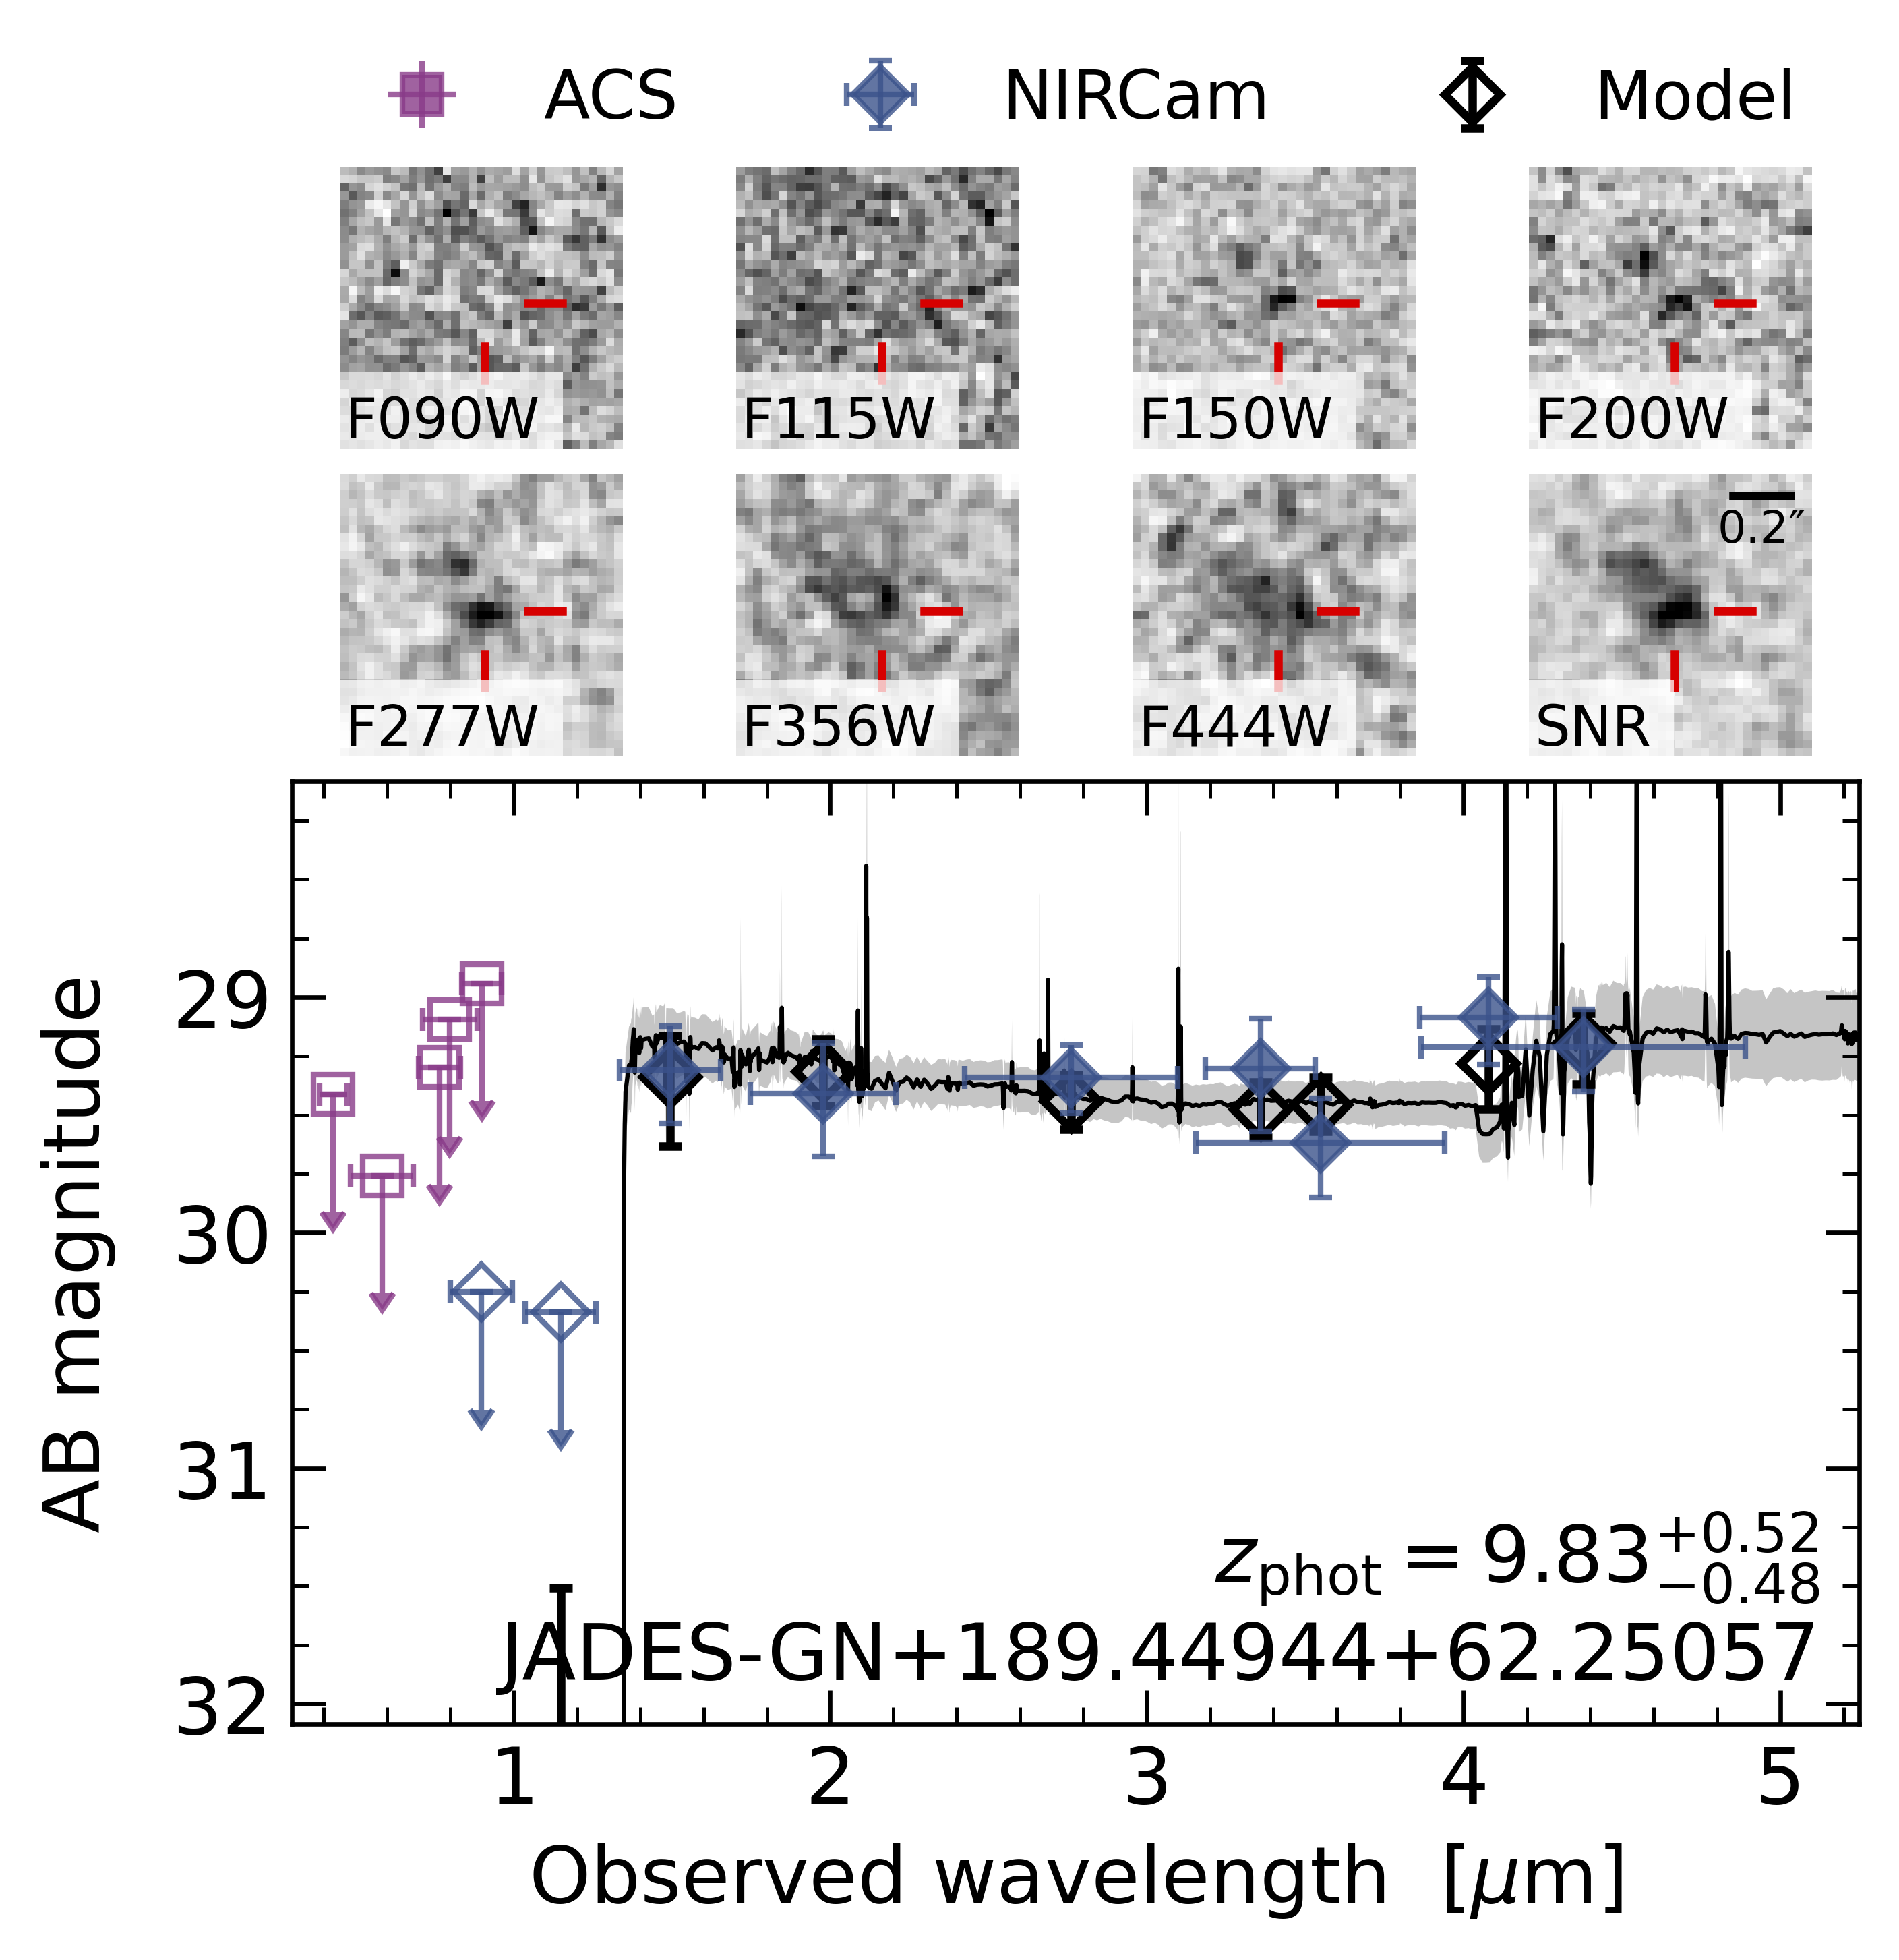 ACS NIRCam Model
F090W F115W F150W F200W
0.2″
F277W F356W F444W SNR
29
30
31
32
AB magnitude
z_phot = 9.83 +0.52 −0.48
JADES-GN+189.44944+62.25057
1 2 3 4 5
Observed wavelength [μm]